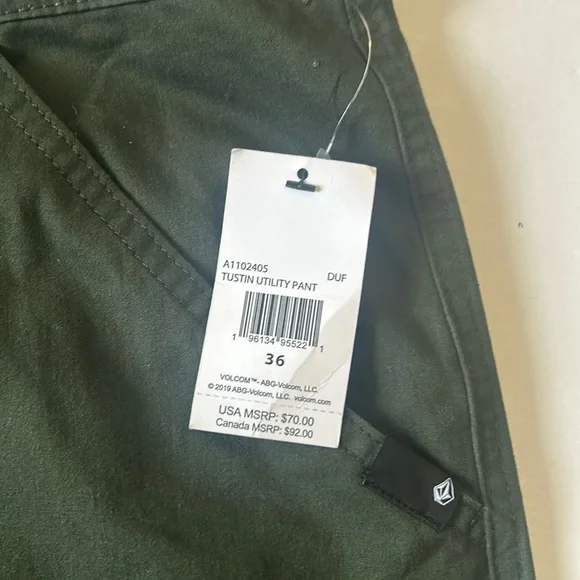 A1102405 DUF
TUSTIN UTILITY PANT
1 96134 95522 1
36
VOLCOM™- ABG-Volcom, LLC.
© 2019 ABG-Volcom, LLC. volcom.com
USA MSRP: $70.00
Canada MSRP: $92.00